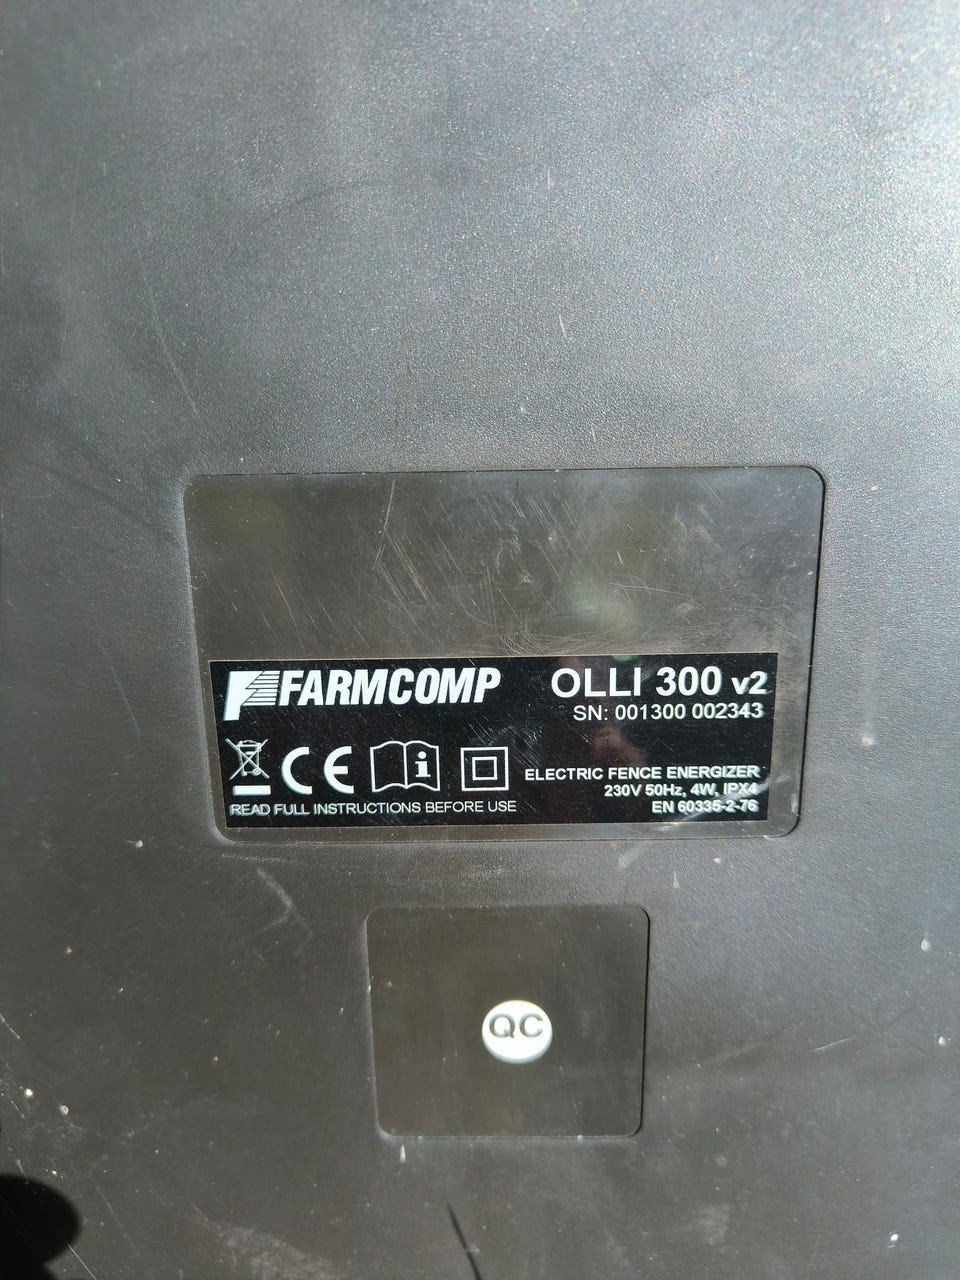 FARMCOMP
OLLI 300 v2
SN: 001300 002343
CE
i
ELECTRIC FENCE ENERGIZER
230V 50Hz, 4W, IPX4
EN 60335-2-76
READ FULL INSTRUCTIONS BEFORE USE
QC